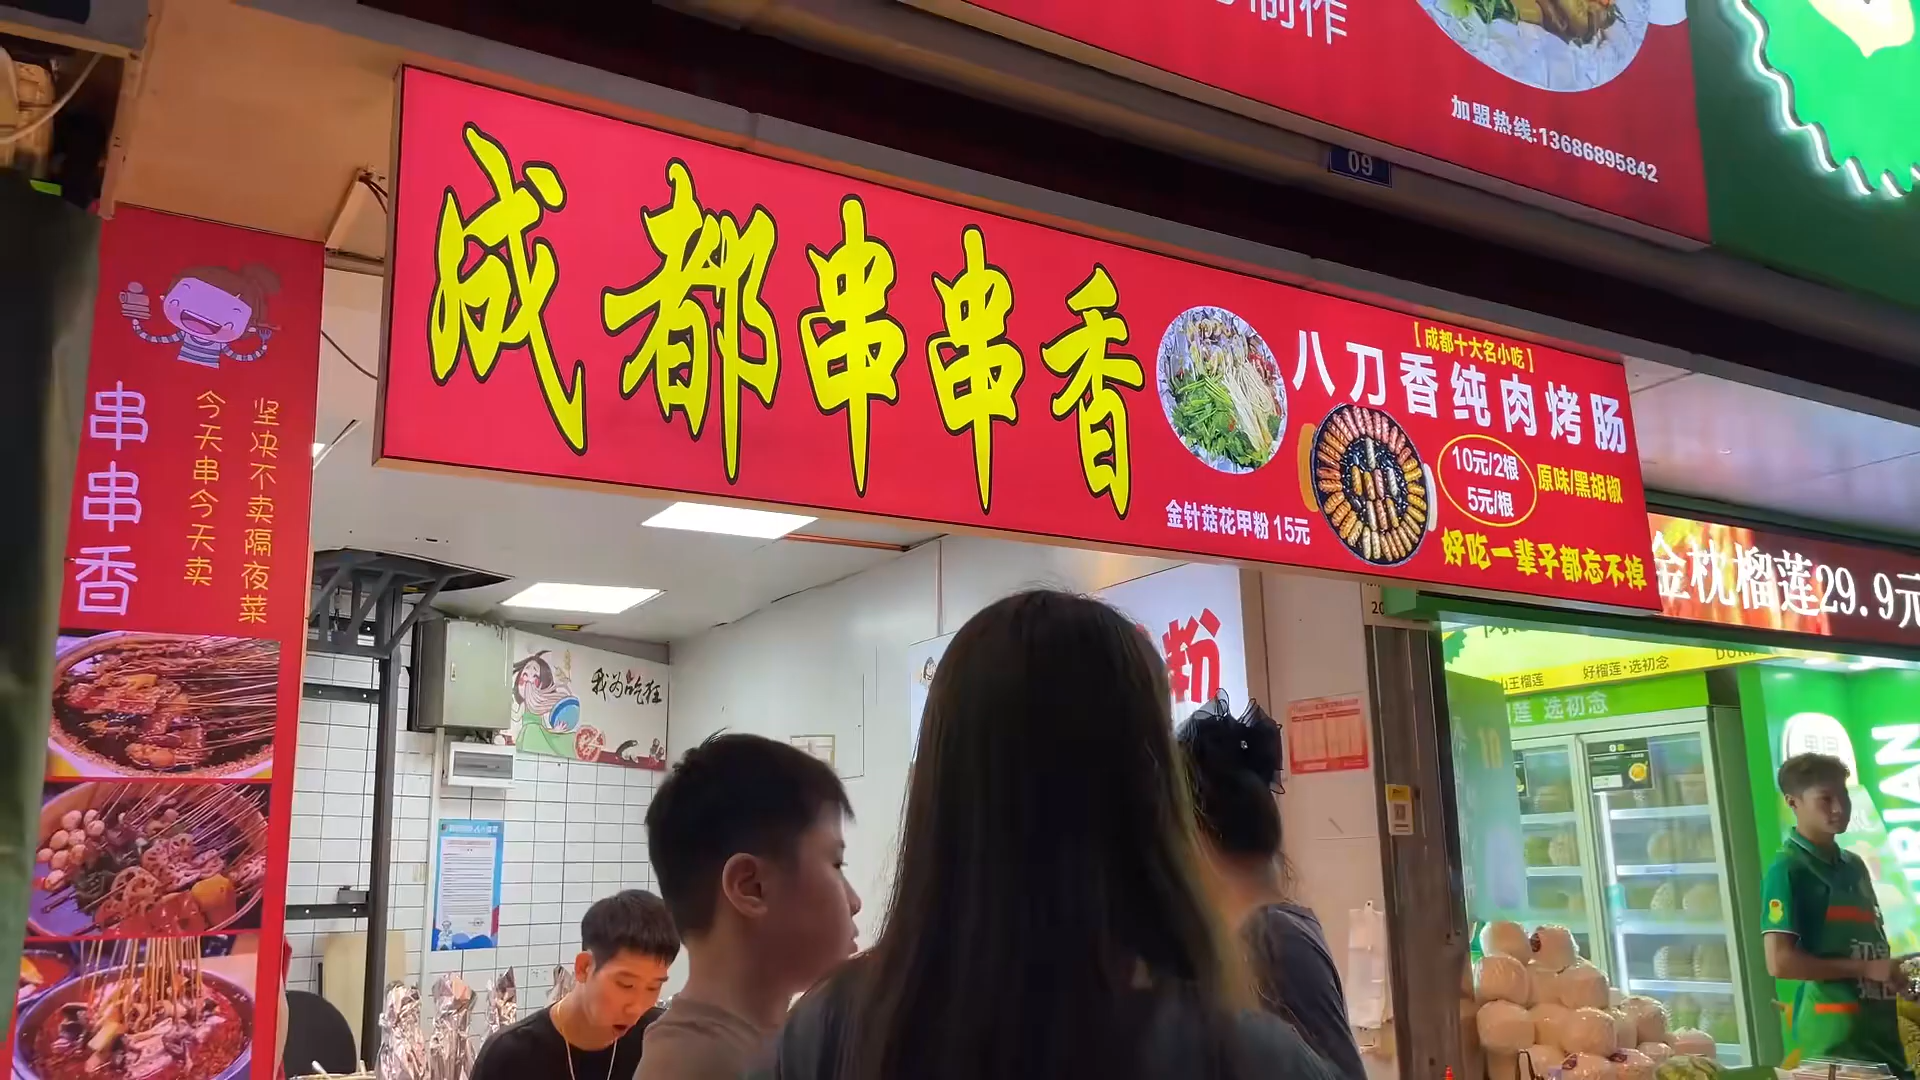 制作
加盟热线:13686895842
09
成都串串香
【成都十大名小吃】
八刀香纯肉烤肠
10元/2根
5元/根
原味/黑胡椒
好吃一辈子都忘不掉
金针菇花甲粉 15元
串串香
今天串今天卖
坚决不卖隔夜菜
我为吃狂
粉
金枕榴莲29.9元
山王榴莲
好榴莲·选初念
莲 选初念